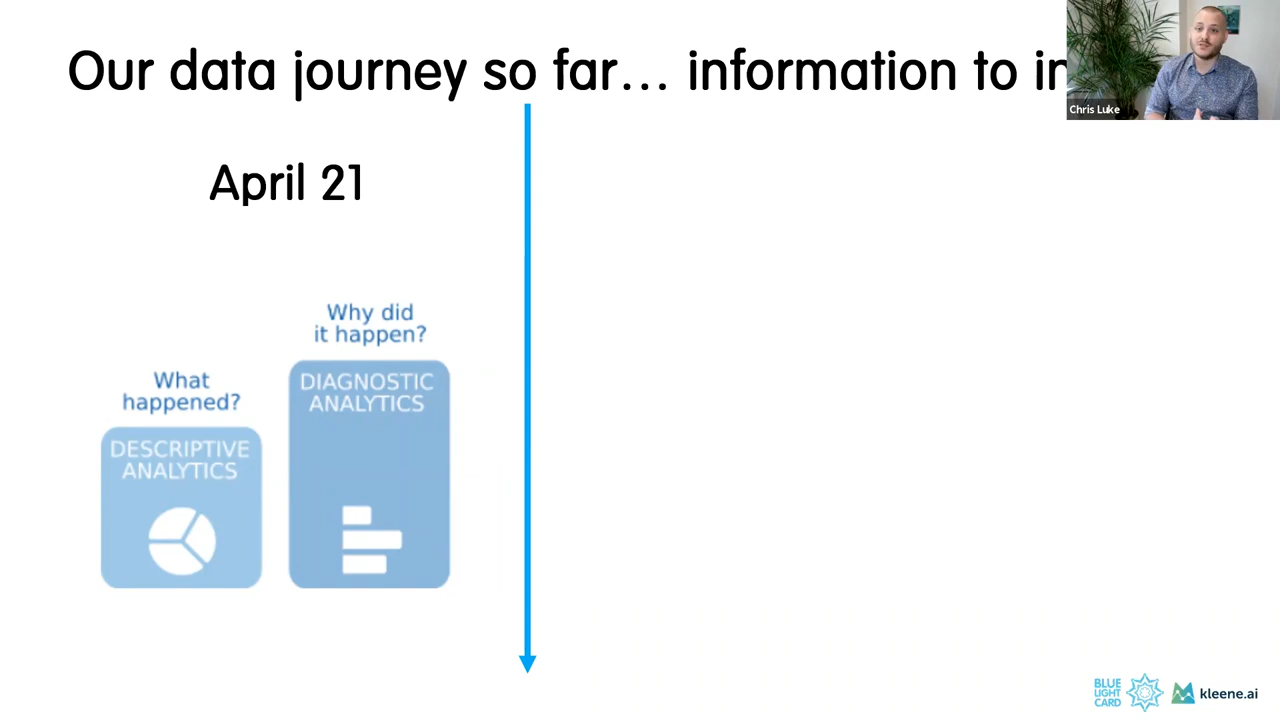 Our data journey so far… information to in
Chris Luke
April 21
Why did
it happen?
What
happened?
DIAGNOSTIC
ANALYTICS
DESCRIPTIVE
ANALYTICS
BLUE
LIGHT
CARD
kleene.ai